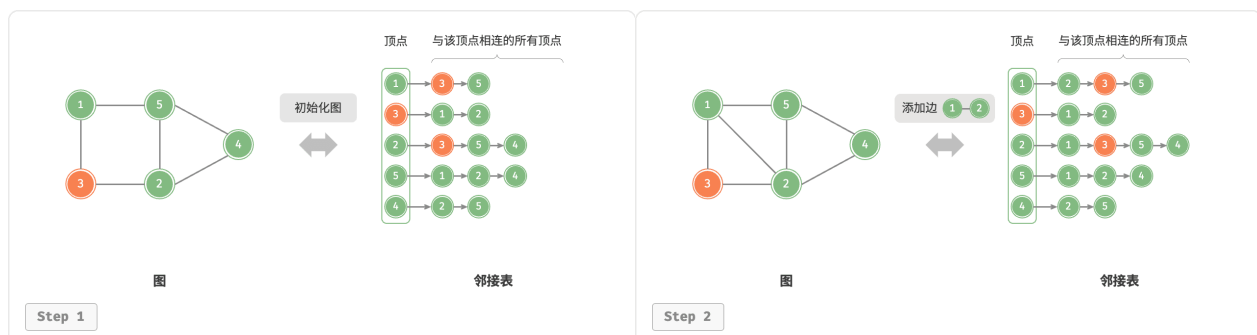 顶点 与该顶点相连的所有顶点
1 5 4 3 2
初始化图
1 3 5
3 1 2
2 3 5 4
5 1 2 4
4 2 5
图 邻接表
Step 1
顶点 与该顶点相连的所有顶点
1 5 4 3 2
添加边 1 2
1 2 3 5
3 1 2
2 1 3 5 4
5 1 2 4
4 2 5
图 邻接表
Step 2